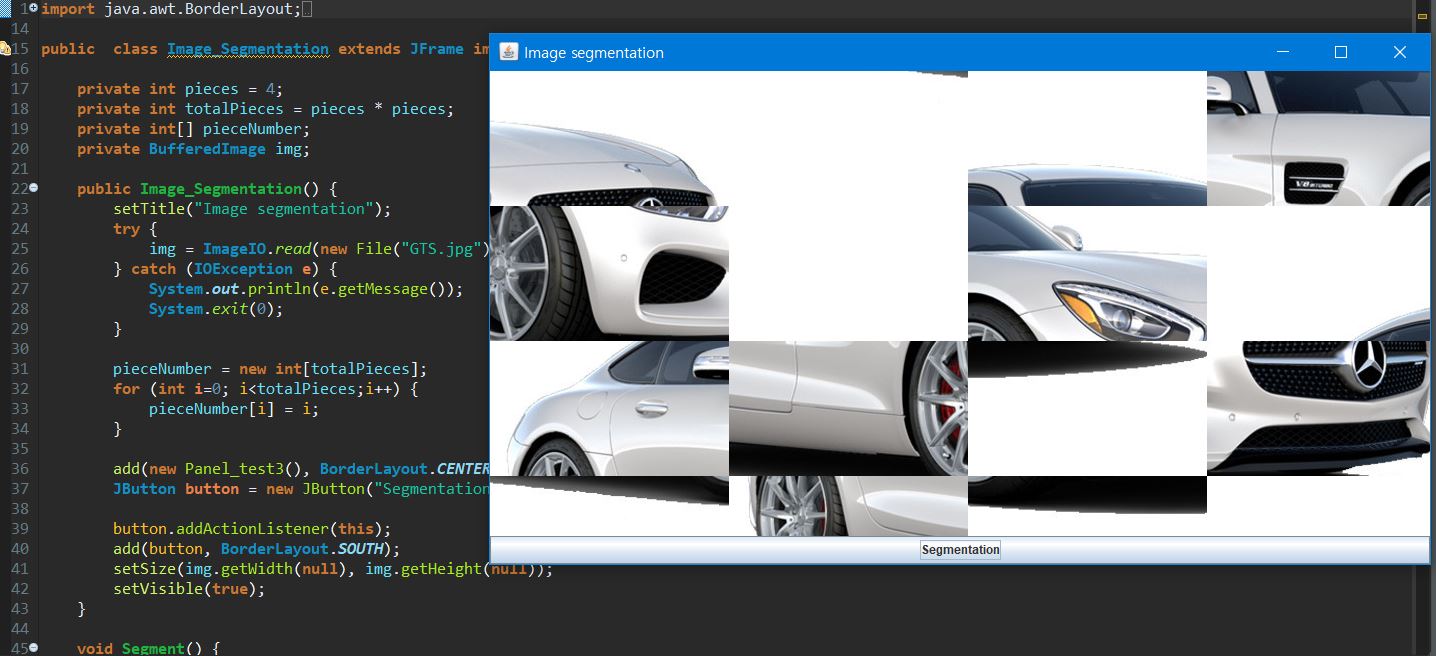 1 import java.awt.BorderLayout;
14
15 public  class Image_Segmentation extends JFrame im
16
17     private int pieces = 4;
18     private int totalPieces = pieces * pieces;
19     private int[] pieceNumber;
20     private BufferedImage img;
21
22     public Image_Segmentation() {
23         setTitle("Image segmentation");
24         try {
25             img = ImageIO.read(new File("GTS.jpg")
26         } catch (IOException e) {
27             System.out.println(e.getMessage());
28             System.exit(0);
29         }
30
31         pieceNumber = new int[totalPieces];
32         for (int i=0; i<totalPieces;i++) {
33             pieceNumber[i] = i;
34         }
35
36         add(new Panel_test3(), BorderLayout.CENTER
37         JButton button = new JButton("Segmentation
38
39         button.addActionListener(this);
40         add(button, BorderLayout.SOUTH);
41         setSize(img.getWidth(null), img.getHeight(null));
42         setVisible(true);
43     }
44
45     void Segment() {
Image segmentation
V8 BITURBO
Segmentation